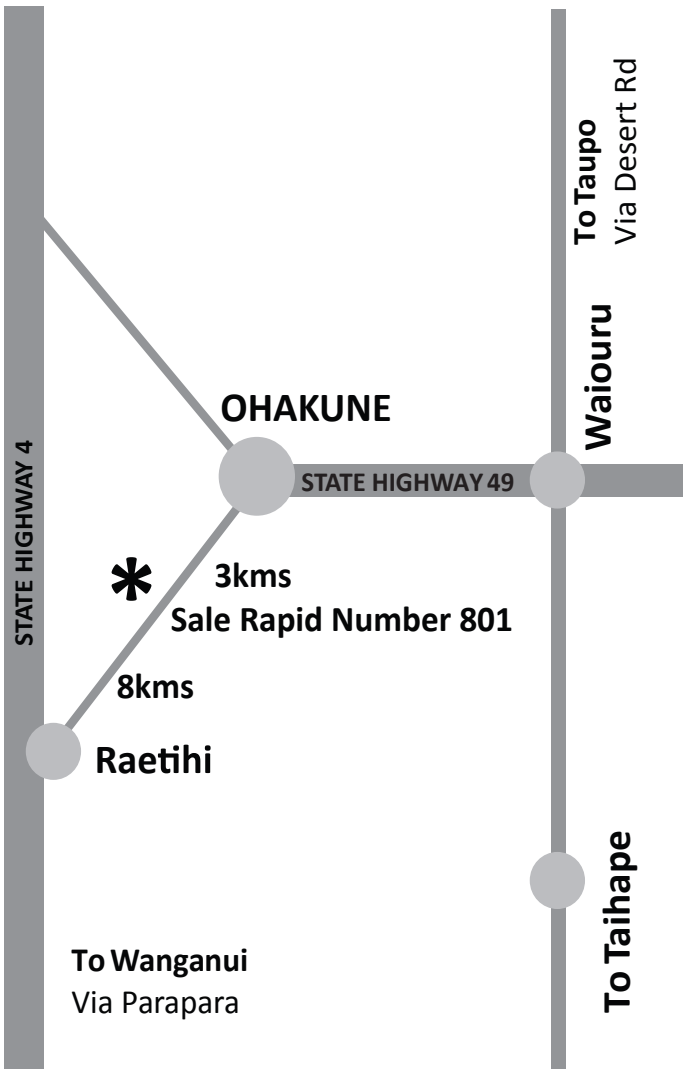 To Taupo
Via Desert Rd
Waiouru
OHAKUNE
STATE HIGHWAY 49
STATE HIGHWAY 4
*
3kms
Sale Rapid Number 801
8kms
Raetihi
To Taihape
To Wanganui
Via Parapara